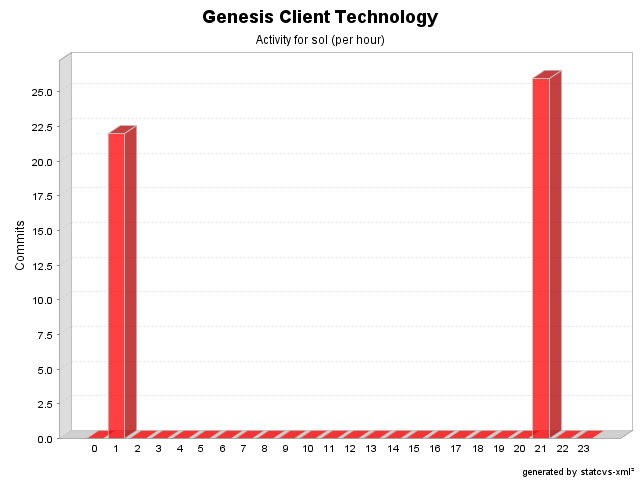 Genesis Client Technology
Activity for sol (per hour)
Commits
25.0
22.5
20.0
17.5
15.0
12.5
10.0
7.5
5.0
2.5
0.0
0 1 2 3 4 5 6 7 8 9 10 11 12 13 14 15 16 17 18 19 20 21 22 23
generated by statcvs-xml²